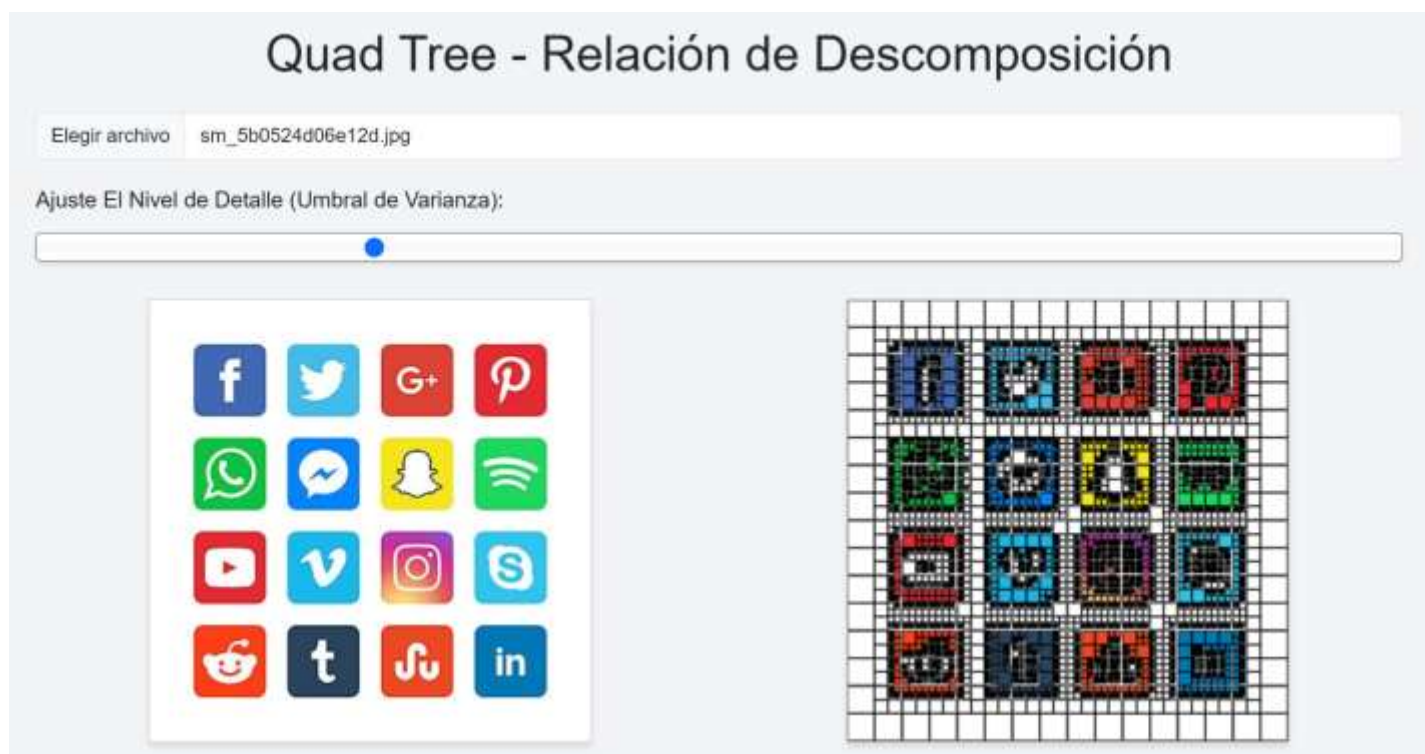 Quad Tree - Relación de Descomposición
Elegir archivo sm_5b0524d06e12d.jpg
Ajuste El Nivel de Detalle (Umbral de Varianza):
f G+
t in